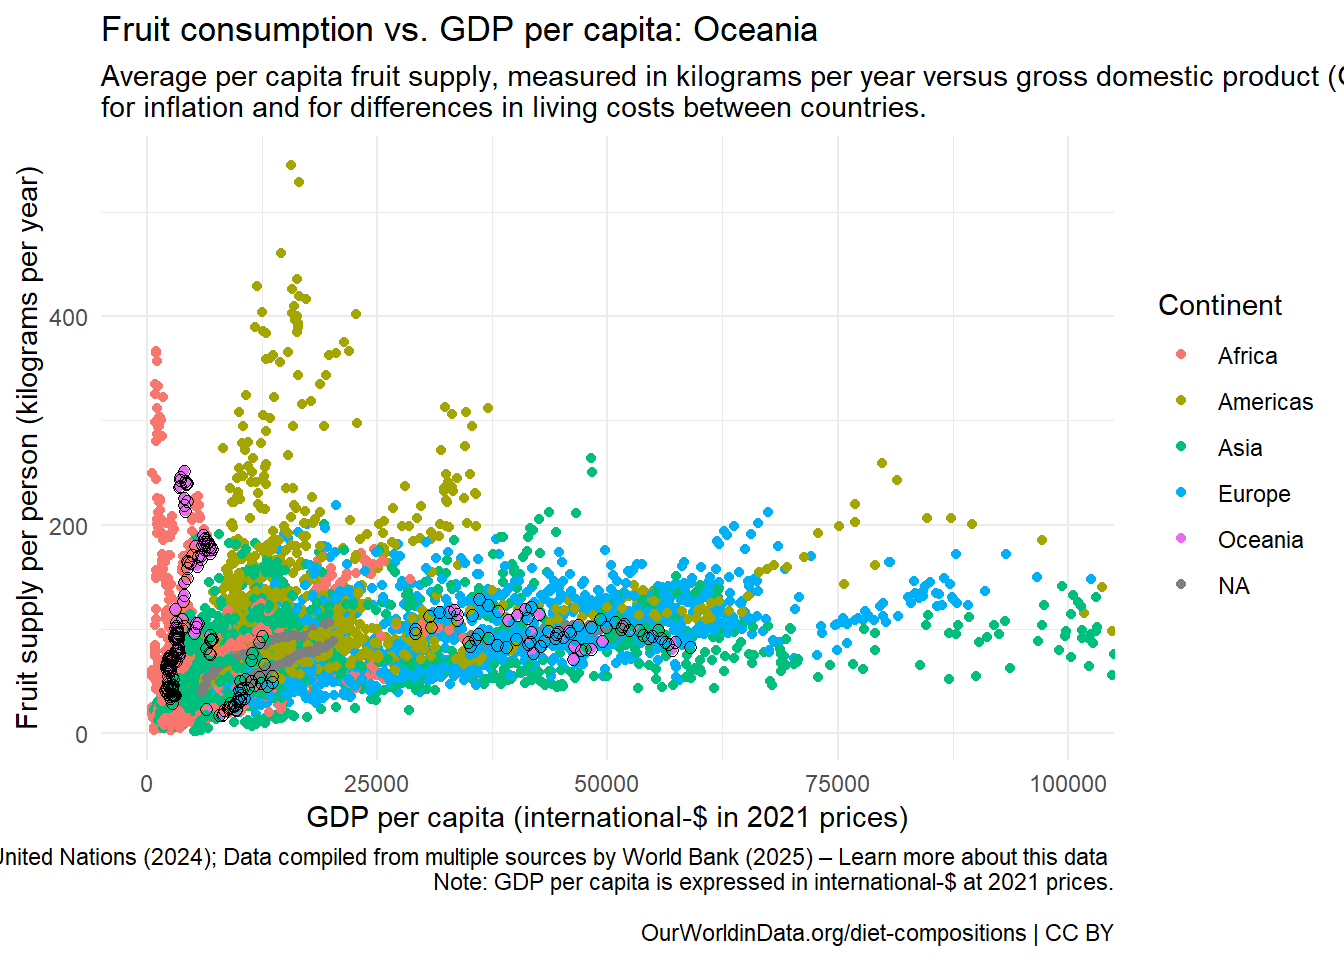 Fruit consumption vs. GDP per capita: Oceania
Average per capita fruit supply, measured in kilograms per year versus gross domestic product (
for inflation and for differences in living costs between countries.
Fruit supply per person (kilograms per year)
400
200
0
0 25000 50000 75000 100000
GDP per capita (international-$ in 2021 prices)
Continent
Africa
Americas
Asia
Europe
Oceania
NA
United Nations (2024); Data compiled from multiple sources by World Bank (2025) – Learn more about this data
Note: GDP per capita is expressed in international-$ at 2021 prices.
OurWorldinData.org/diet-compositions | CC BY